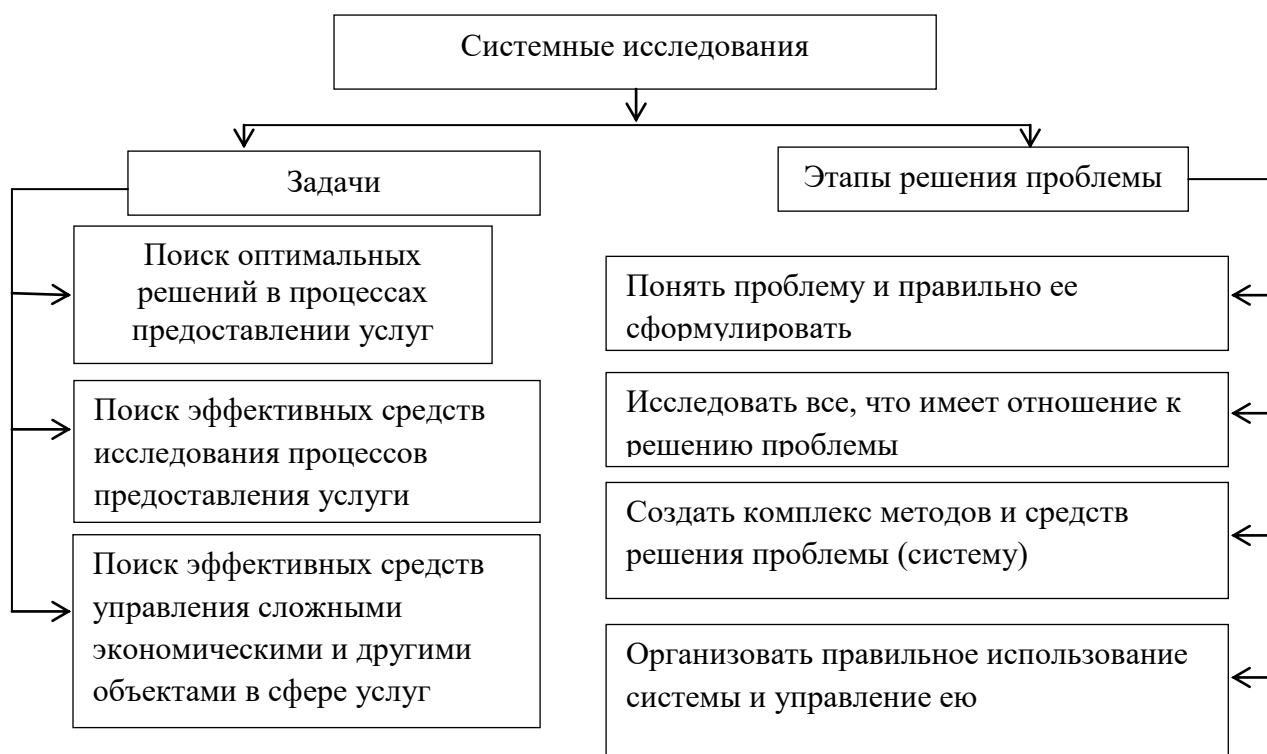 Системные исследования
Задачи
Поиск оптимальных
решений в процессах
предоставлении услуг
Поиск эффективных средств
исследования процессов
предоставления услуги
Поиск эффективных средств
управления сложными
экономическими и другими
объектами в сфере услуг
Этапы решения проблемы
Понять проблему и правильно ее
сформулировать
Исследовать все, что имеет отношение к
решению проблемы
Создать комплекс методов и средств
решения проблемы (систему)
Организовать правильное использование
системы и управление ею